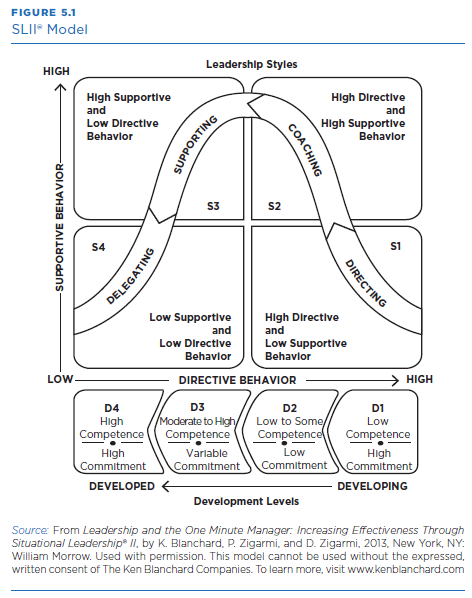 FIGURE 5.1
SLII® Model
Leadership Styles
HIGH
SUPPORTIVE BEHAVIOR
High Supportive
and
Low Directive
Behavior
SUPPORTING
S3
High Directive
and
High Supportive
Behavior
COACHING
S2
S4
DELEGATING
Low Supportive
and
Low Directive
Behavior
S1
DIRECTING
High Directive
and
Low Supportive
Behavior
LOW
DIRECTIVE BEHAVIOR
HIGH
D4
High
Competence
High
Commitment
D3
Moderate to High
Competence
Variable
Commitment
D2
Low to Some
Competence
Low
Commitment
D1
Low
Competence
High
Commitment
DEVELOPED
DEVELOPING
Development Levels
Source: From Leadership and the One Minute Manager: Increasing Effectiveness Through
Situational Leadership® II, by K. Blanchard, P. Zigarmi, and D. Zigarmi, 2013, New York, NY:
William Morrow. Used with permission. This model cannot be used without the expressed,
written consent of The Ken Blanchard Companies. To learn more, visit www.kenblanchard.com